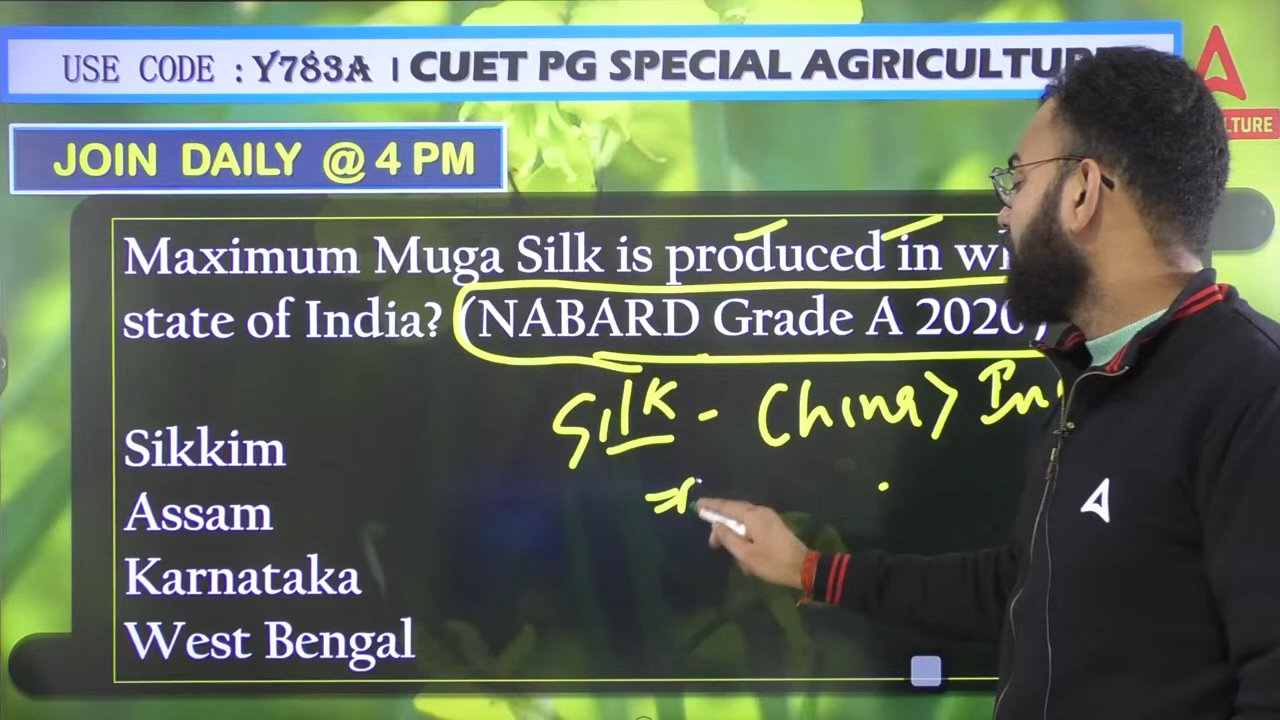 USE CODE : Y783A | CUET PG SPECIAL AGRICULTU
LTURE
JOIN DAILY @ 4 PM
Maximum Muga Silk is produced in
state of India? (NABARD Grade A 2020)
Silk - China > In
Sikkim
Assam
Karnataka
West Bengal